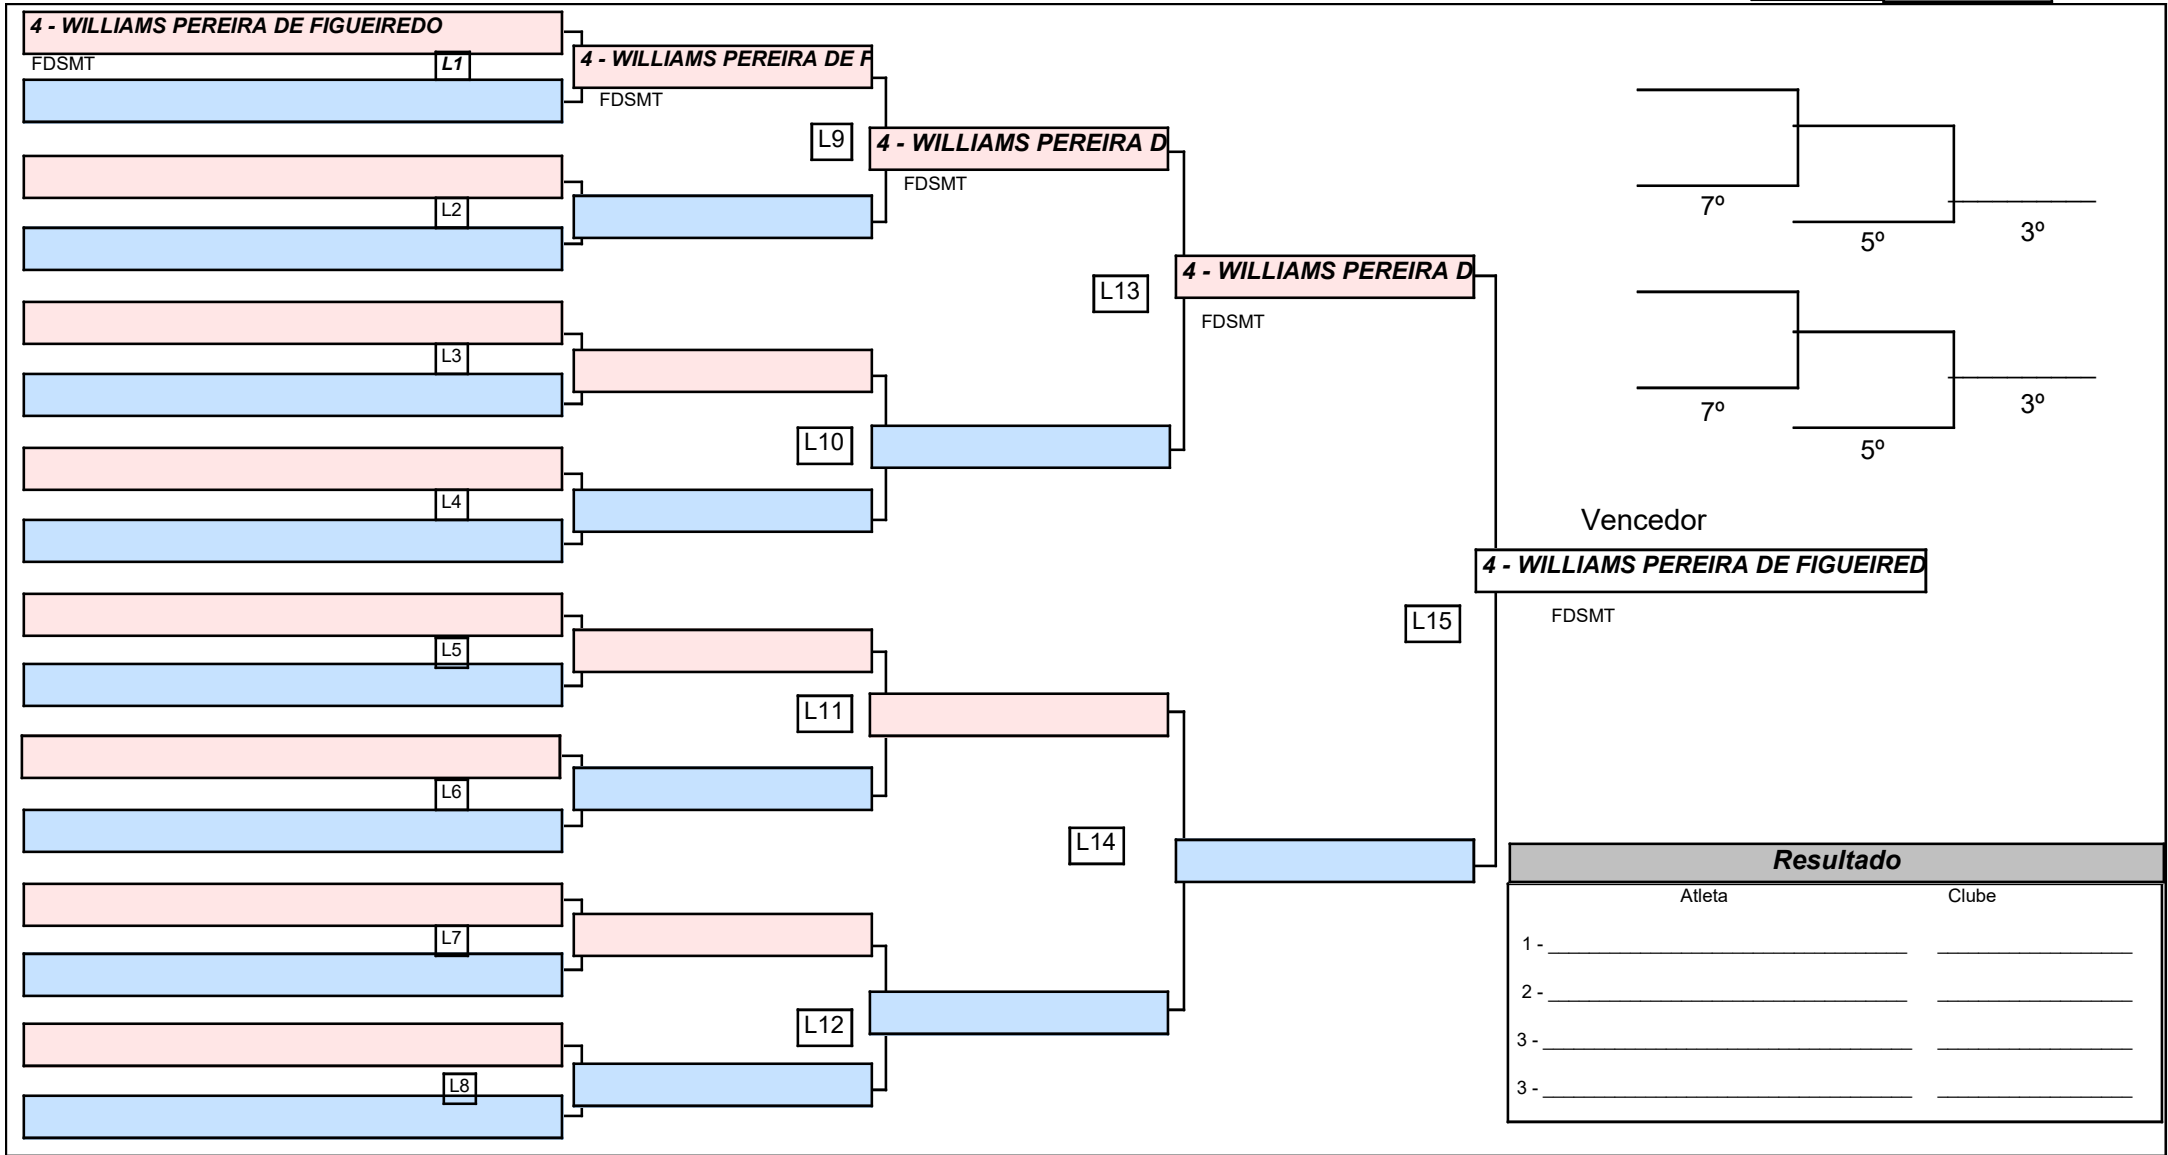 4 - WILLIAMS PEREIRA DE FIGUEIREDO
FDSMT
L1
4 - WILLIAMS PEREIRA DE F
FDSMT
L9
4 - WILLIAMS PEREIRA D
FDSMT
L2
L13
4 - WILLIAMS PEREIRA D
FDSMT
L3
L10
L4
7º
5º
3º
7º
5º
3º
Vencedor
4 - WILLIAMS PEREIRA DE FIGUEIRED
FDSMT
L15
L5
L11
L6
L14
L7
L12
L8
Resultado
Atleta Clube
1 -
2 -
3 -
3 -